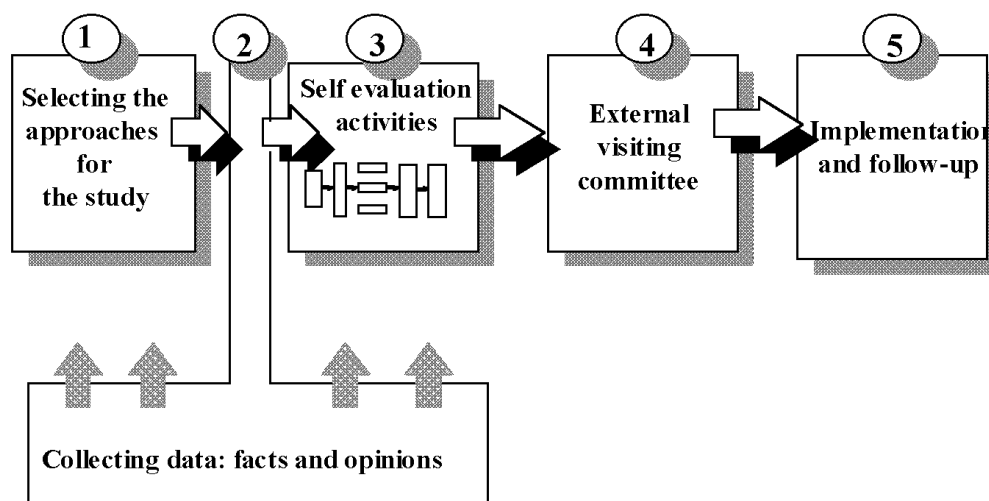 1
Selecting the
approaches
for
the study
2
3
Self evaluation
activities
4
External
visiting
committee
5
Implementation
and follow-up
Collecting data: facts and opinions